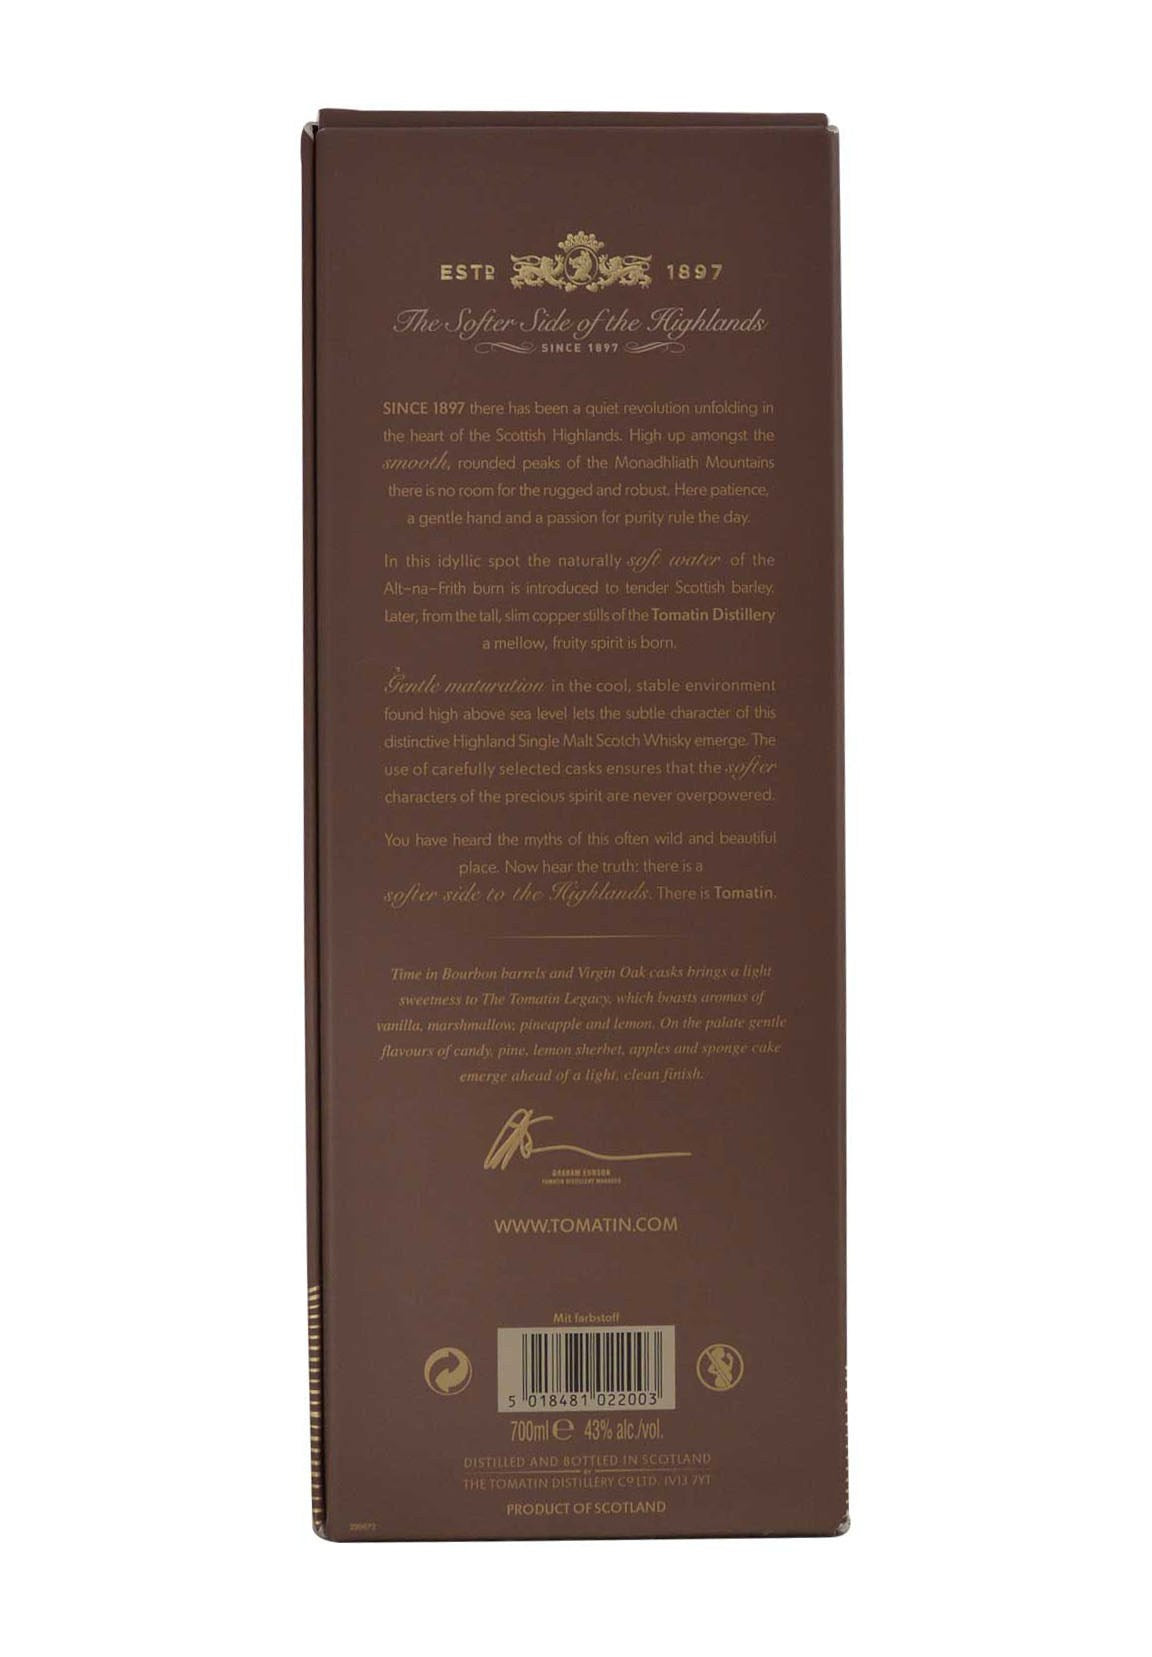 ESTD 1897
The Softer Side of the Highlands
SINCE 1897
SINCE 1897 there has been a quiet revolution unfolding in
the heart of the Scottish Highlands. High up amongst the
smooth, rounded peaks of the Monadhliath Mountains
there is no room for the rugged and robust. Here patience,
a gentle hand and a passion for purity rule the day.
In this idyllic spot the naturally soft water of the
Alt-na-Frith burn is introduced to tender Scottish barley.
Later, from the tall, slim copper stills of the Tomatin Distillery
a mellow, fruity spirit is born.
Gentle maturation in the cool, stable environment
found high above sea level lets the subtle character of this
distinctive Highland Single Malt Scotch Whisky emerge. The
use of carefully selected casks ensures that the softer
characters of the precious spirit are never overpowered.
You have heard the myths of this often wild and beautiful
place. Now hear the truth: there is a
softer side to the Highlands. There is Tomatin.
Time in Bourbon barrels and Virgin Oak casks brings a light
sweetness to The Tomatin Legacy, which boasts aromas of
vanilla, marshmallow, pineapple and lemon. On the palate gentle
flavours of candy, pine, lemon sherbet, apples and sponge cake
emerge ahead of a light, clean finish.
GRAHAM EUNSON
TOMATIN DISTILLERY MANAGER
WWW.TOMATIN.COM
Mit farbstoff
5 018481 022003
700ml e 43% alc./vol.
DISTILLED AND BOTTLED IN SCOTLAND
BY
THE TOMATIN DISTILLERY CO LTD. IV13 7YT
PRODUCT OF SCOTLAND